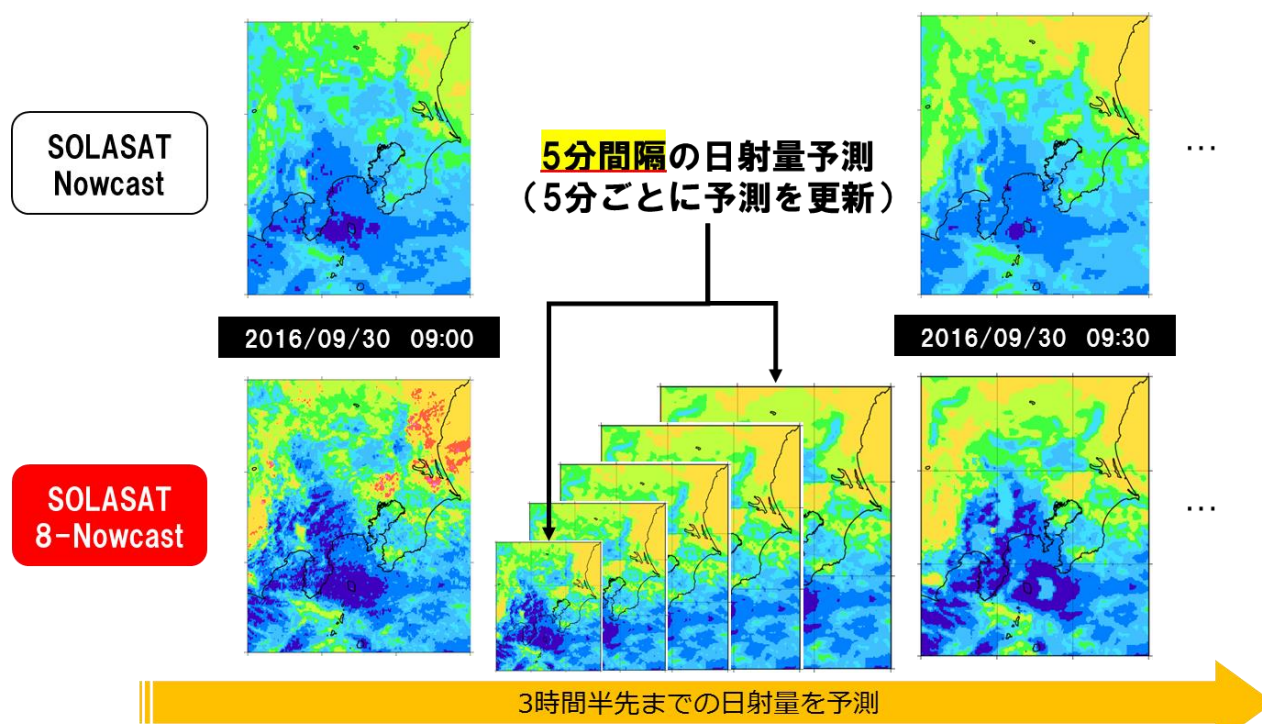 SOLASAT
Nowcast
5分間隔の日射量予測
（5分ごとに予測を更新）
…
2016/09/30 09:00
2016/09/30 09:30
SOLASAT
8-Nowcast
…
3時間半先までの日射量を予測